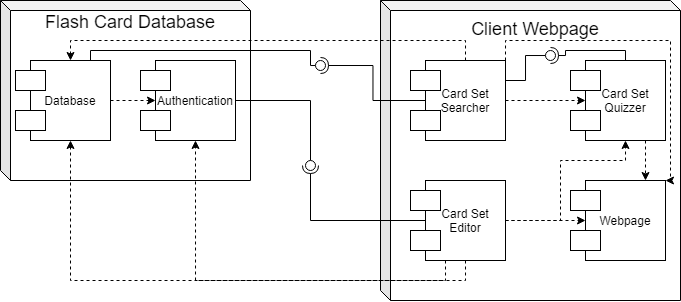 Flash Card Database
Client Webpage
Database
Authentication
Card Set
Searcher
Card Set
Quizzer
Card Set
Editor
Webpage